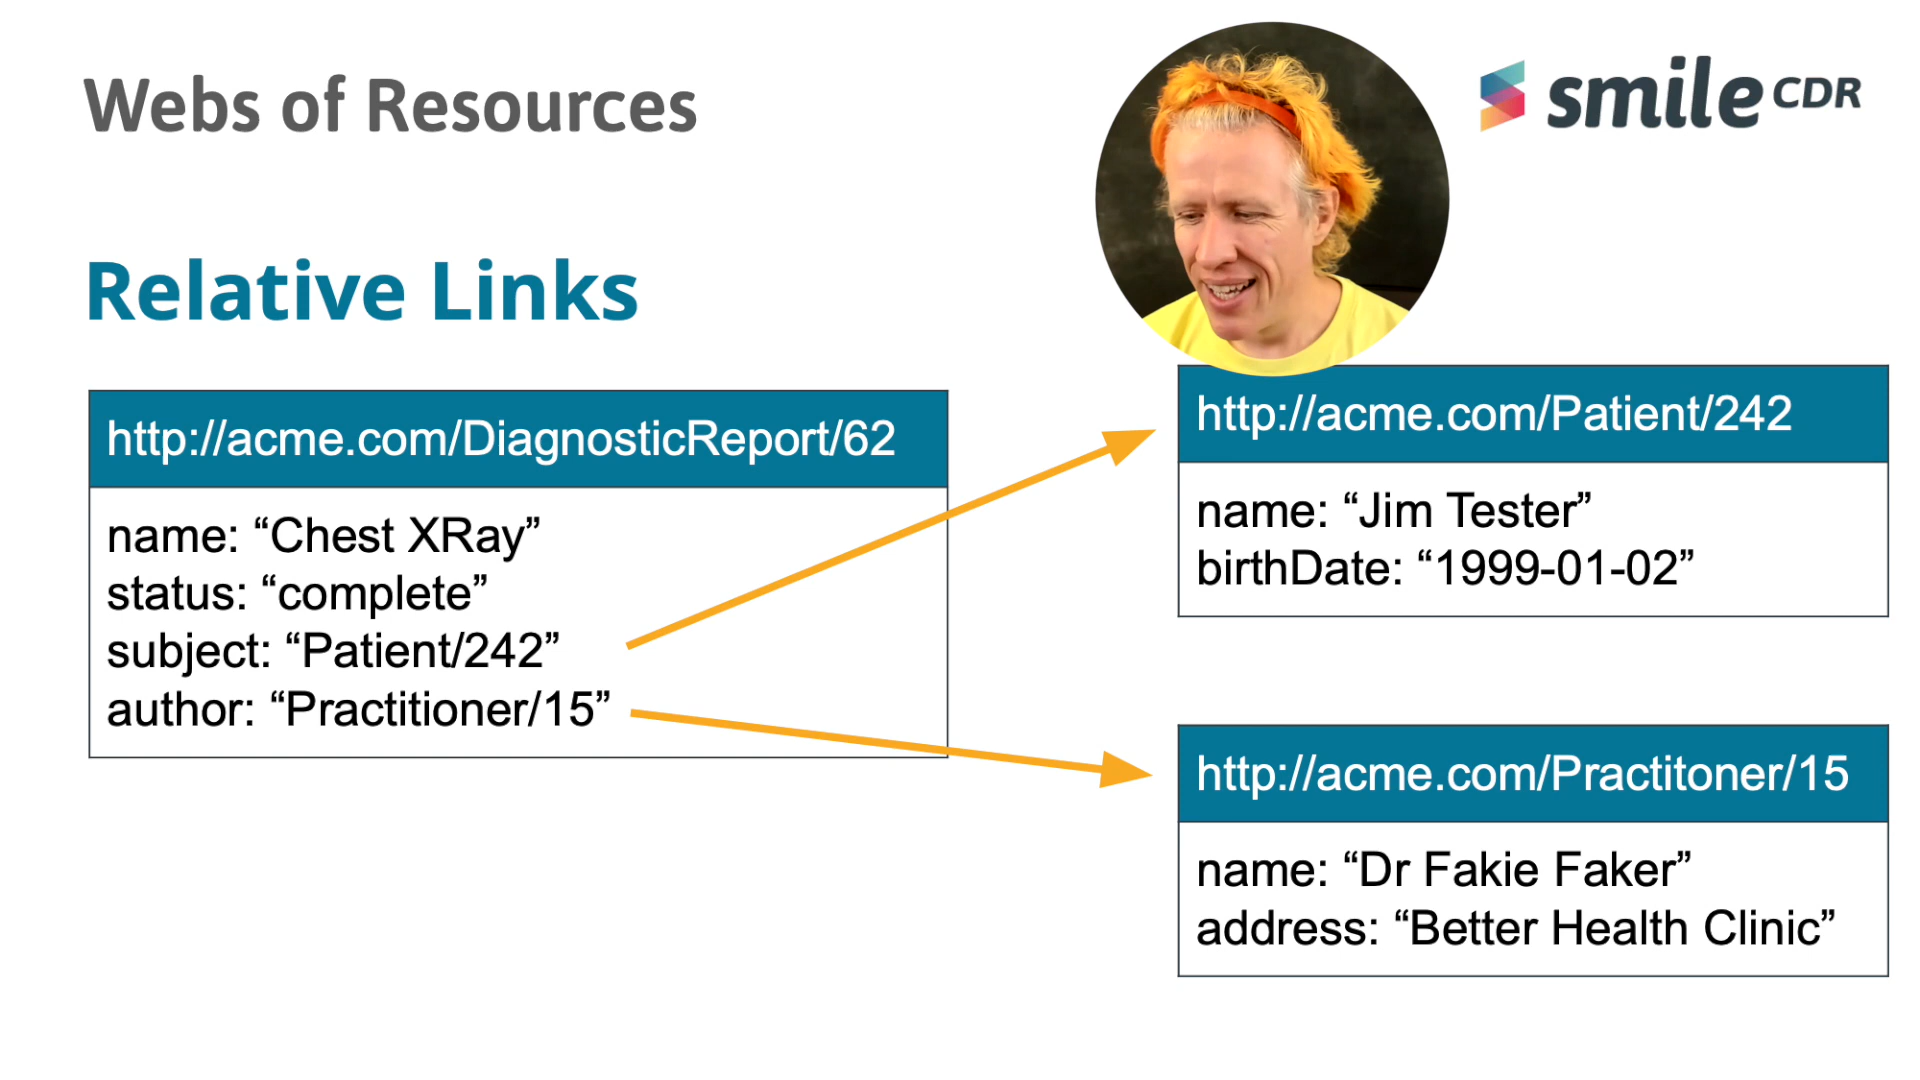 Webs of Resources
smile CDR
Relative Links
http://acme.com/DiagnosticReport/62
name: “Chest XRay”
status: “complete”
subject: “Patient/242”
author: “Practitioner/15”
http://acme.com/Patient/242
name: “Jim Tester”
birthDate: “1999-01-02”
http://acme.com/Practitoner/15
name: “Dr Fakie Faker”
address: “Better Health Clinic”